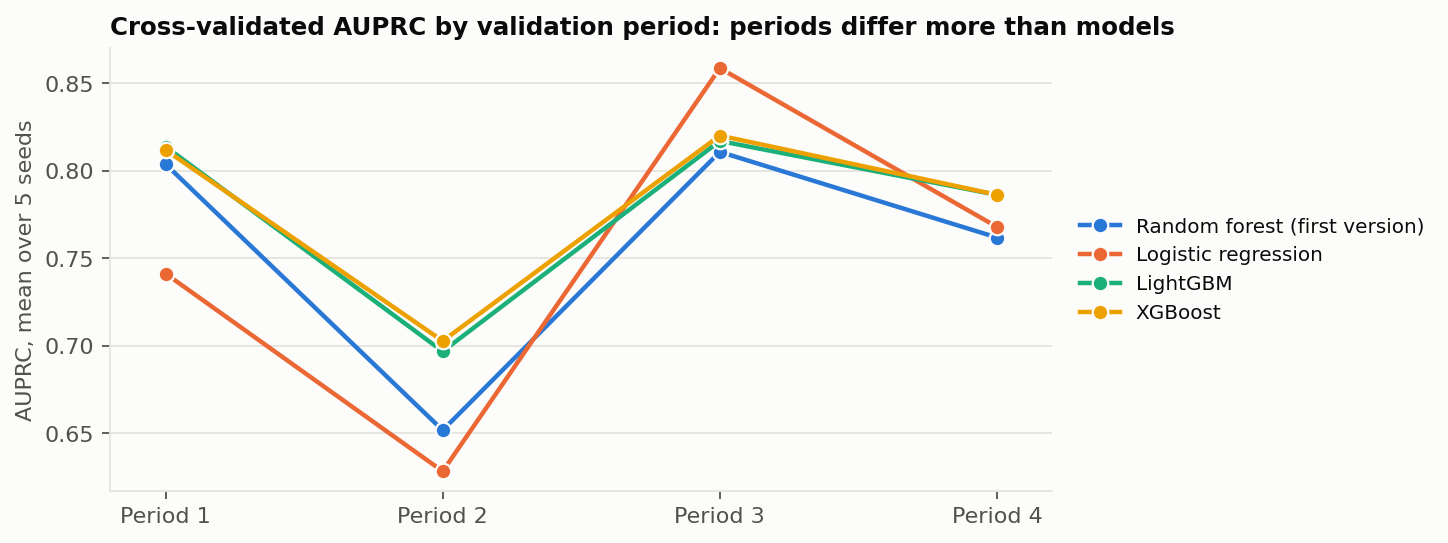 Cross-validated AUPRC by validation period: periods differ more than models
AUPRC, mean over 5 seeds
0.85
0.80
0.75
0.70
0.65
Period 1
Period 2
Period 3
Period 4
Random forest (first version)
Logistic regression
LightGBM
XGBoost